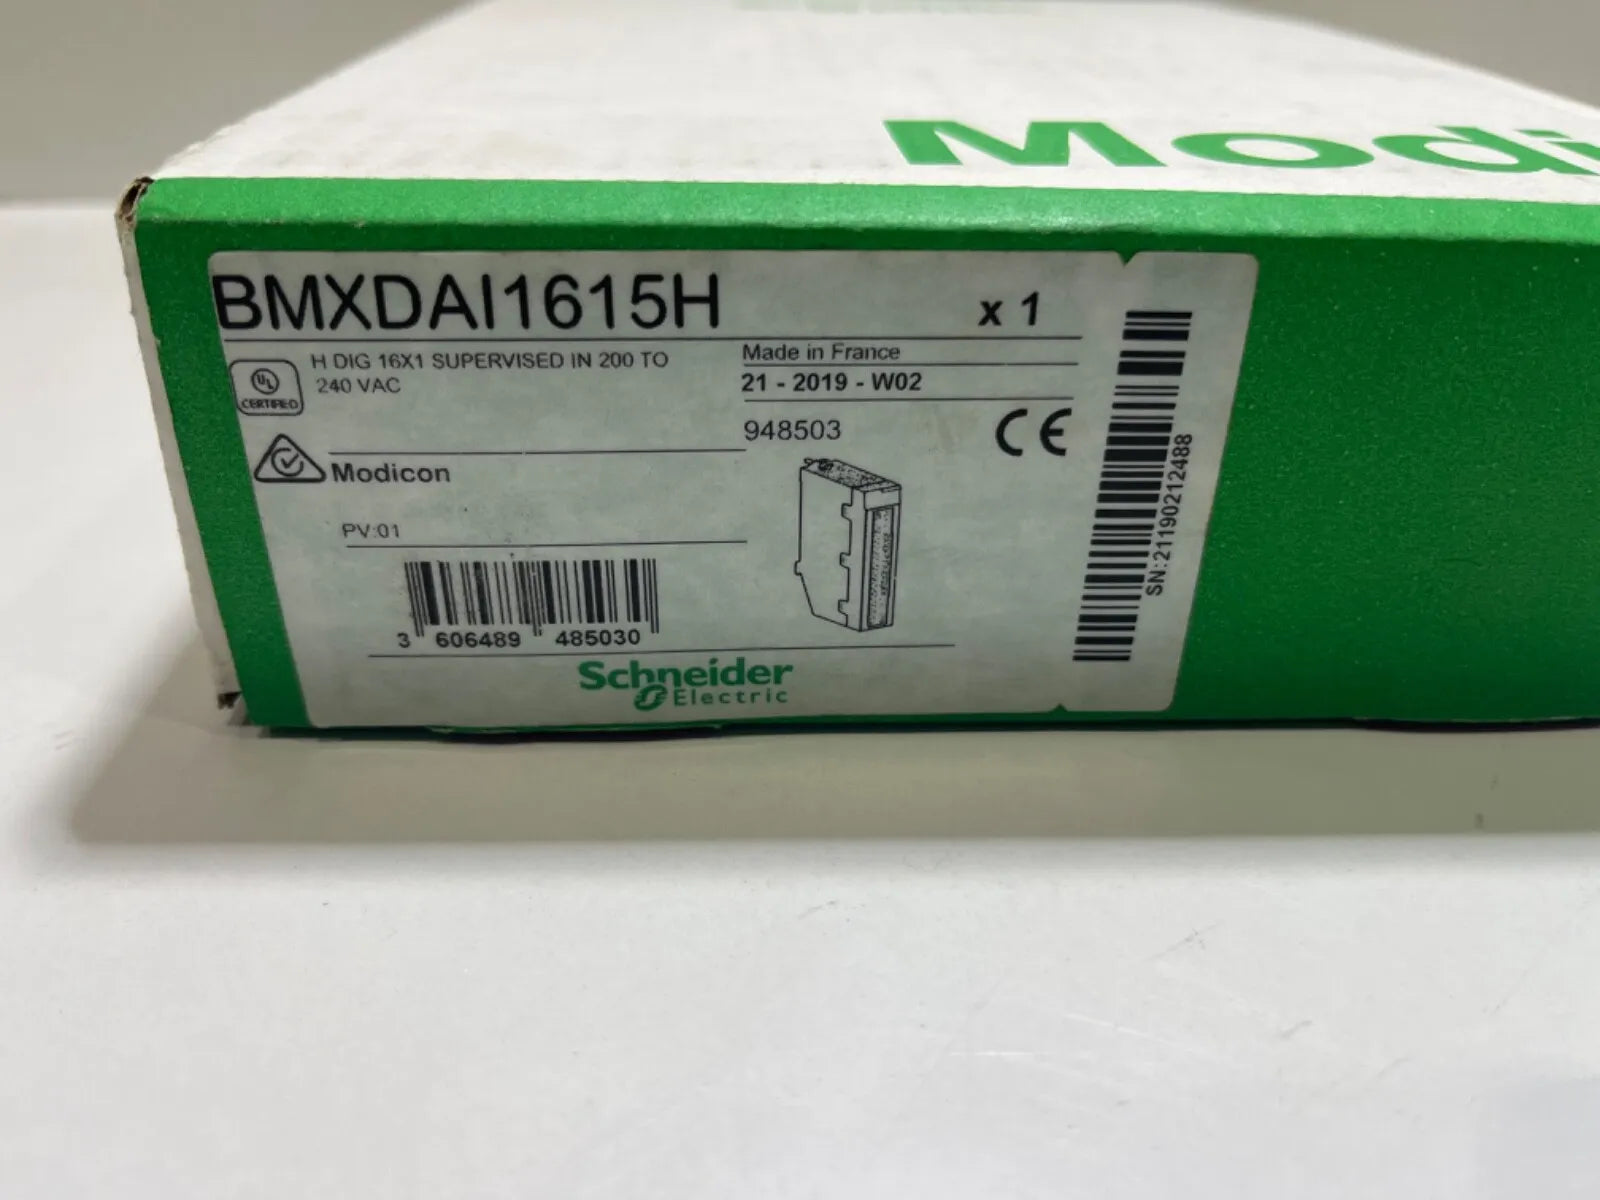 Modi
BMXDAI1615H
x 1
H DIG 16X1 SUPERVISED IN 200 TO
240 VAC
UL
CERTIFIED
Made in France
21 - 2019 - W02
948503
CE
Modicon
PV:01
3 606489 485030
SN:21190212488
Schneider
Electric